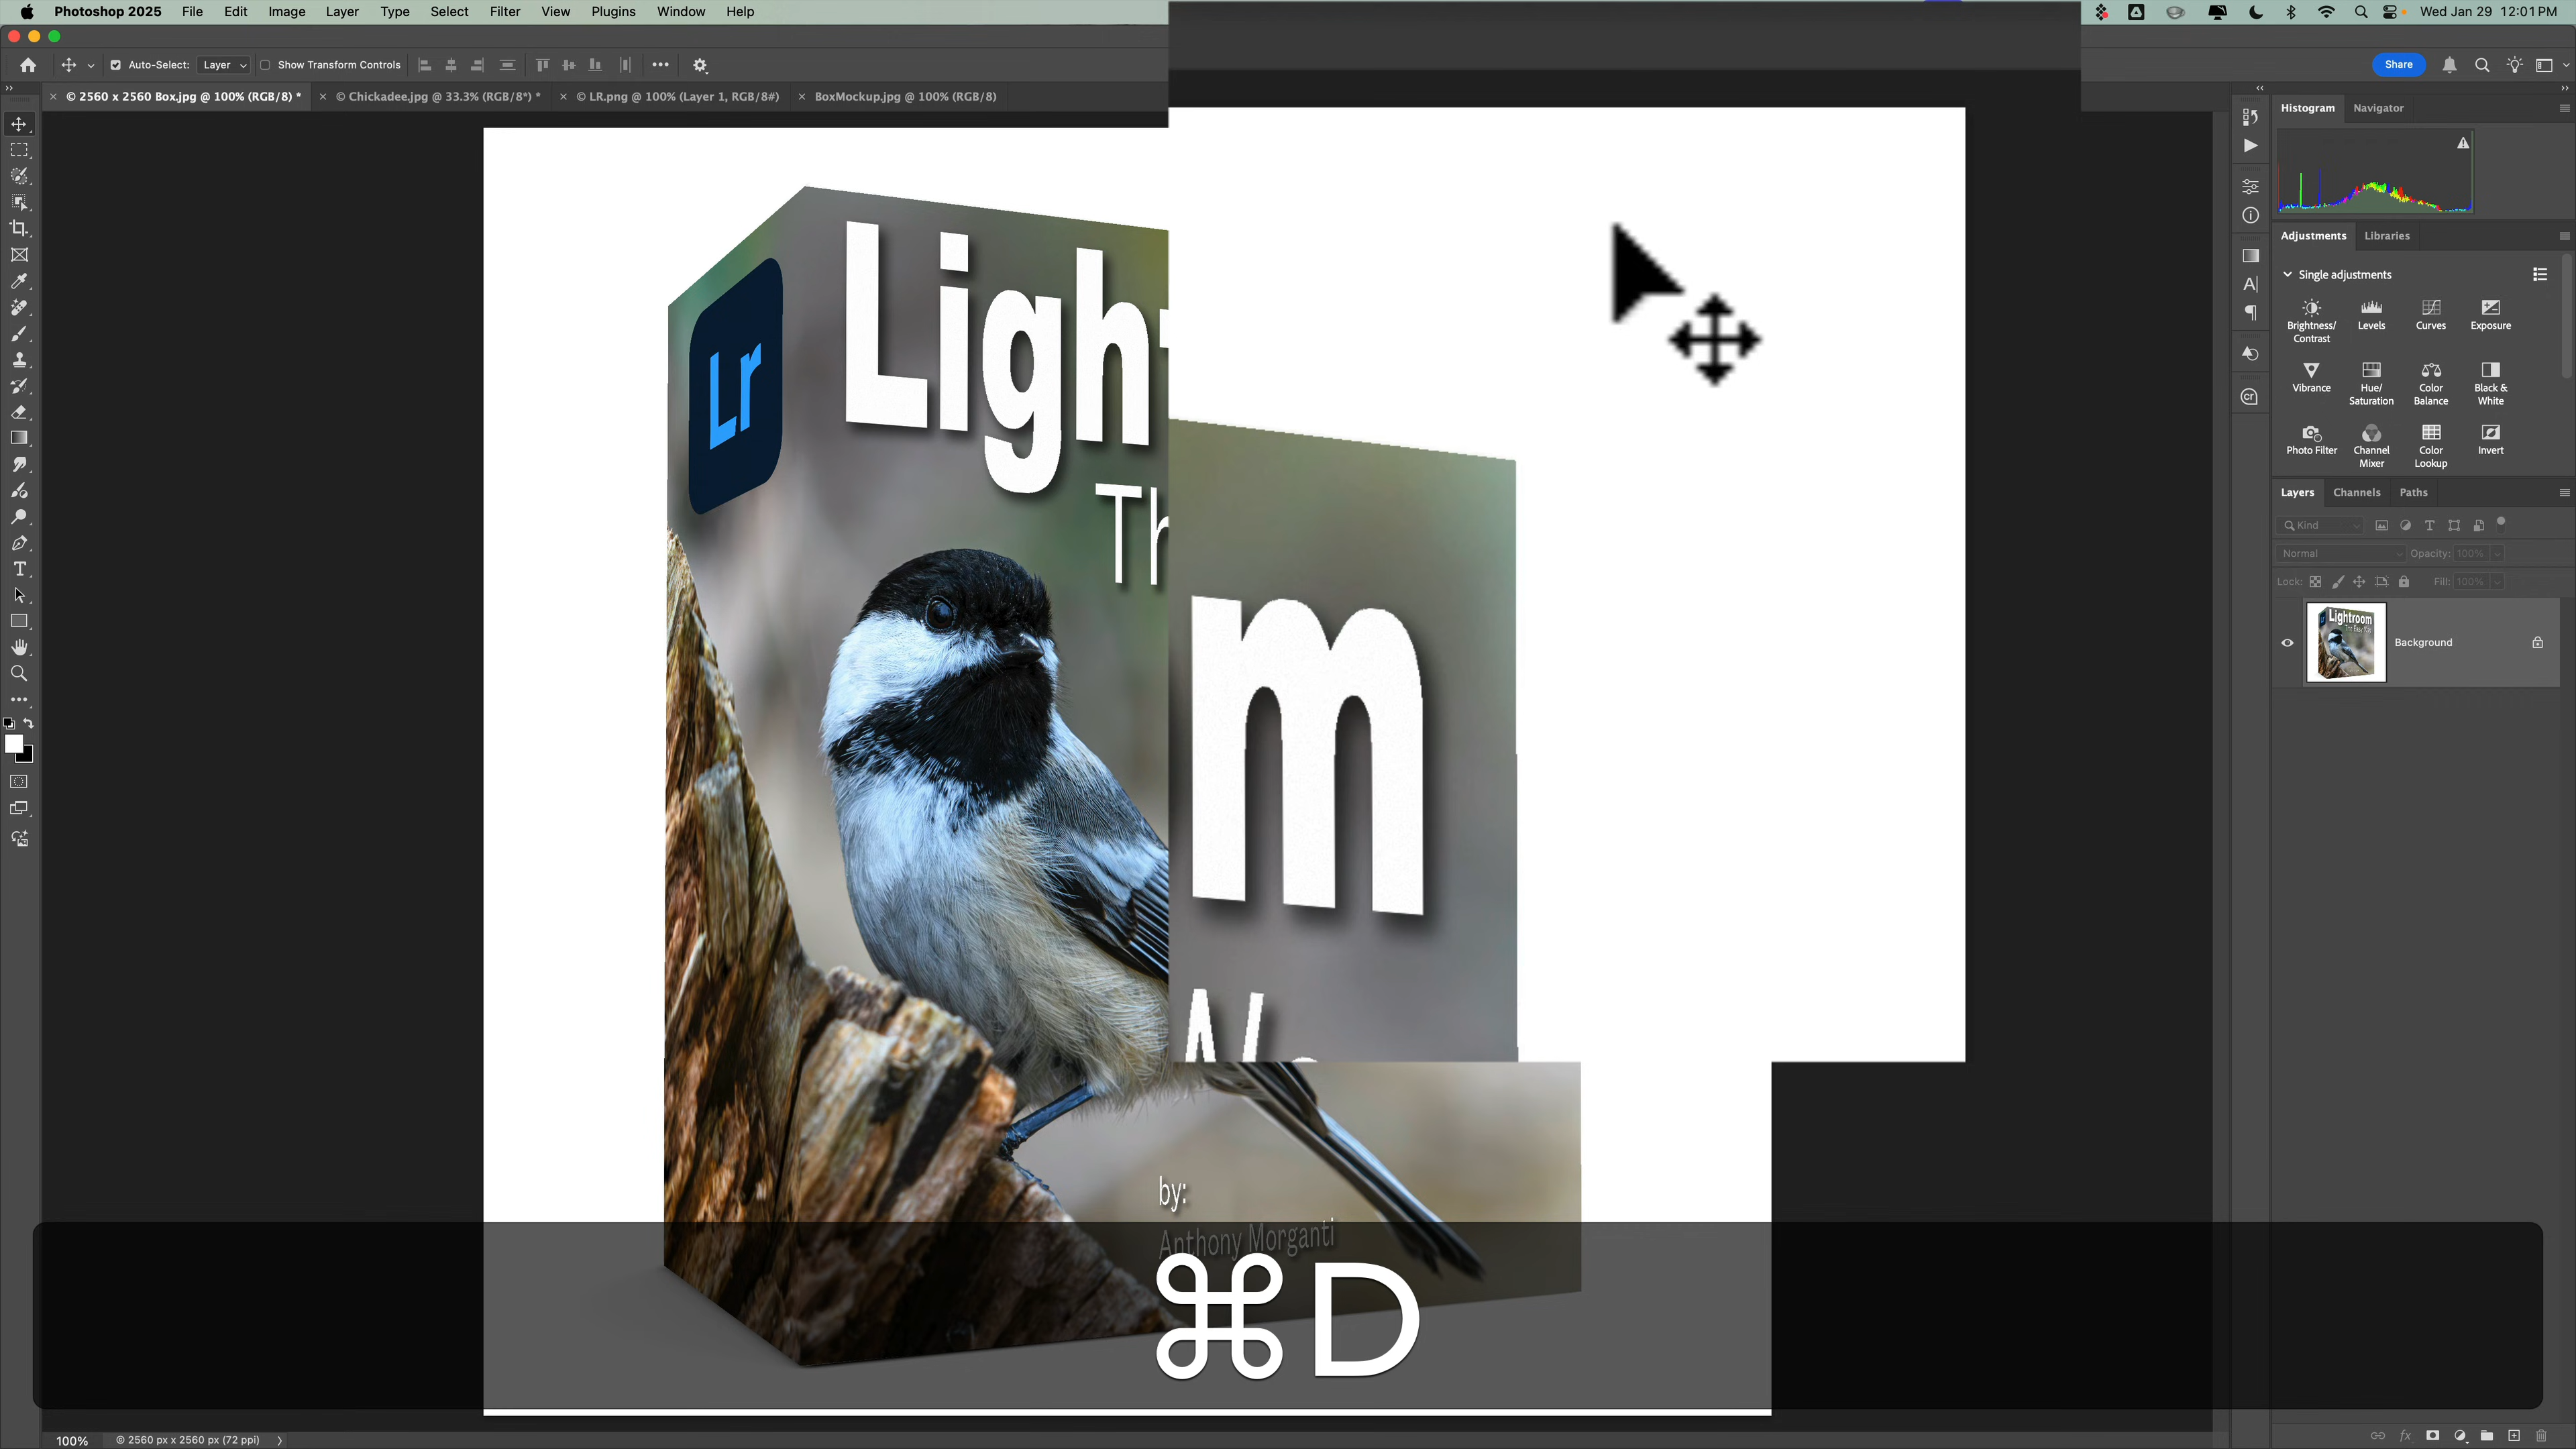 Photoshop 2025 File Edit Image Layer Type Select Filter View Plugins Window Help
Wed Jan 29 12:01 PM
Auto-Select: Layer Show Transform Controls
Share
© 2560 x 2560 Box.jpg @ 100% (RGB/8) *
© Chickadee.jpg @ 33.3% (RGB/8*) *
© LR.png @ 100% (Layer 1, RGB/8#)
BoxMockup.jpg @ 100% (RGB/8)
Histogram Navigator
Adjustments Libraries
Single adjustments
Brightness/
Contrast
Levels
Curves
Exposure
Vibrance
Hue/
Saturation
Color
Balance
Black &
White
Photo Filter
Channel
Mixer
Color
Lookup
Invert
Layers Channels Paths
Kind
Normal Opacity: 100%
Lock: Fill: 100%
Lightroom
Background
Lr
Ligh
m
Th
by:
Anthony Morganti
⌘D
100% © 2560 px x 2560 px (72 ppi)